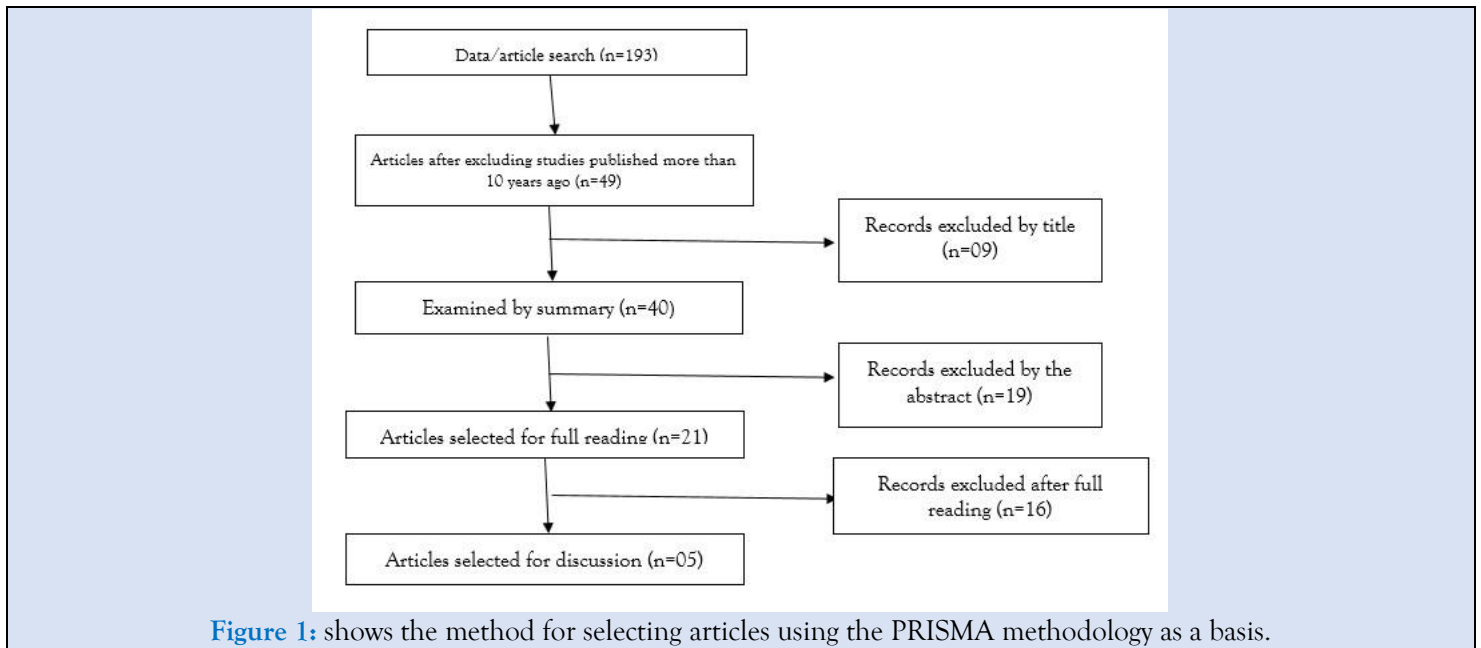 Data/article search (n=193)
Articles after excluding studies published more than
10 years ago (n=49)
Records excluded by title
(n=09)
Examined by summary (n=40)
Records excluded by the
abstract (n=19)
Articles selected for full reading (n=21)
Records excluded after full
reading (n=16)
Articles selected for discussion (n=05)
Figure 1: shows the method for selecting articles using the PRISMA methodology as a basis.